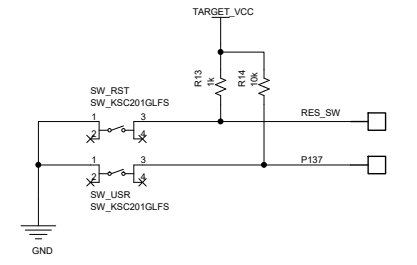 TARGET_VCC
R13
1k
R14
10k
SW_RST
SW_KSC201GLFS
1
3
2
4
RES_SW
1
3
2
4
P137
SW_USR
SW_KSC201GLFS
GND